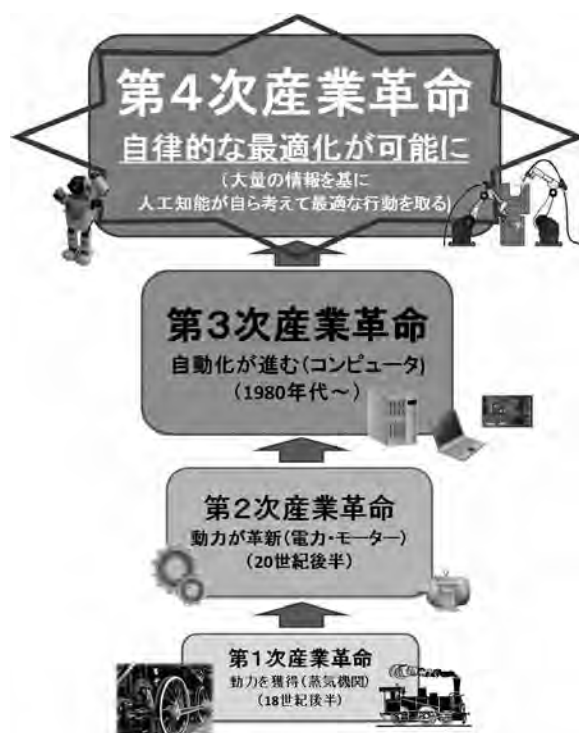 第4次産業革命
自律的な最適化が可能に
(大量の情報を基に
人工知能が自ら考えて最適な行動を取る)
第3次産業革命
自動化が進む(コンピュータ)
(1980年代~)
第2次産業革命
動力が革新(電力・モーター)
(20世紀後半)
第1次産業革命
動力を獲得(蒸気機関)
(18世紀後半)